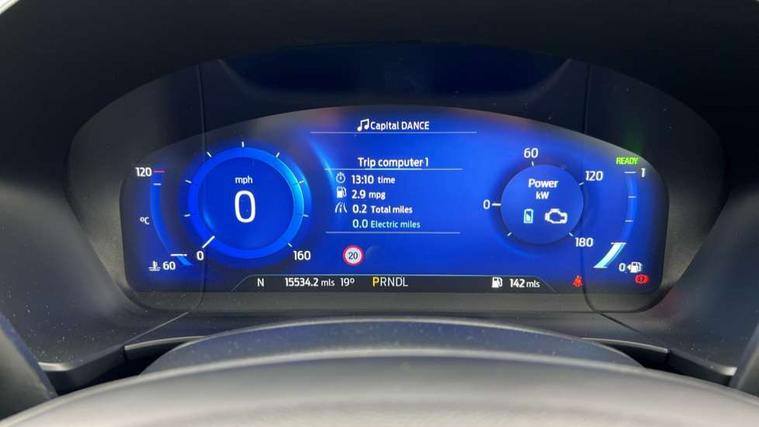 Capital DANCE
Trip computer 1
13:10 time
2.9 mpg
0.2 Total miles
0.0 Electric miles
120
°C
60
mph
0
0
160
20
60
0
120
180
Power
kW
READY
1
0
N
15534.2 mls
19°
PRNDL
142 mls